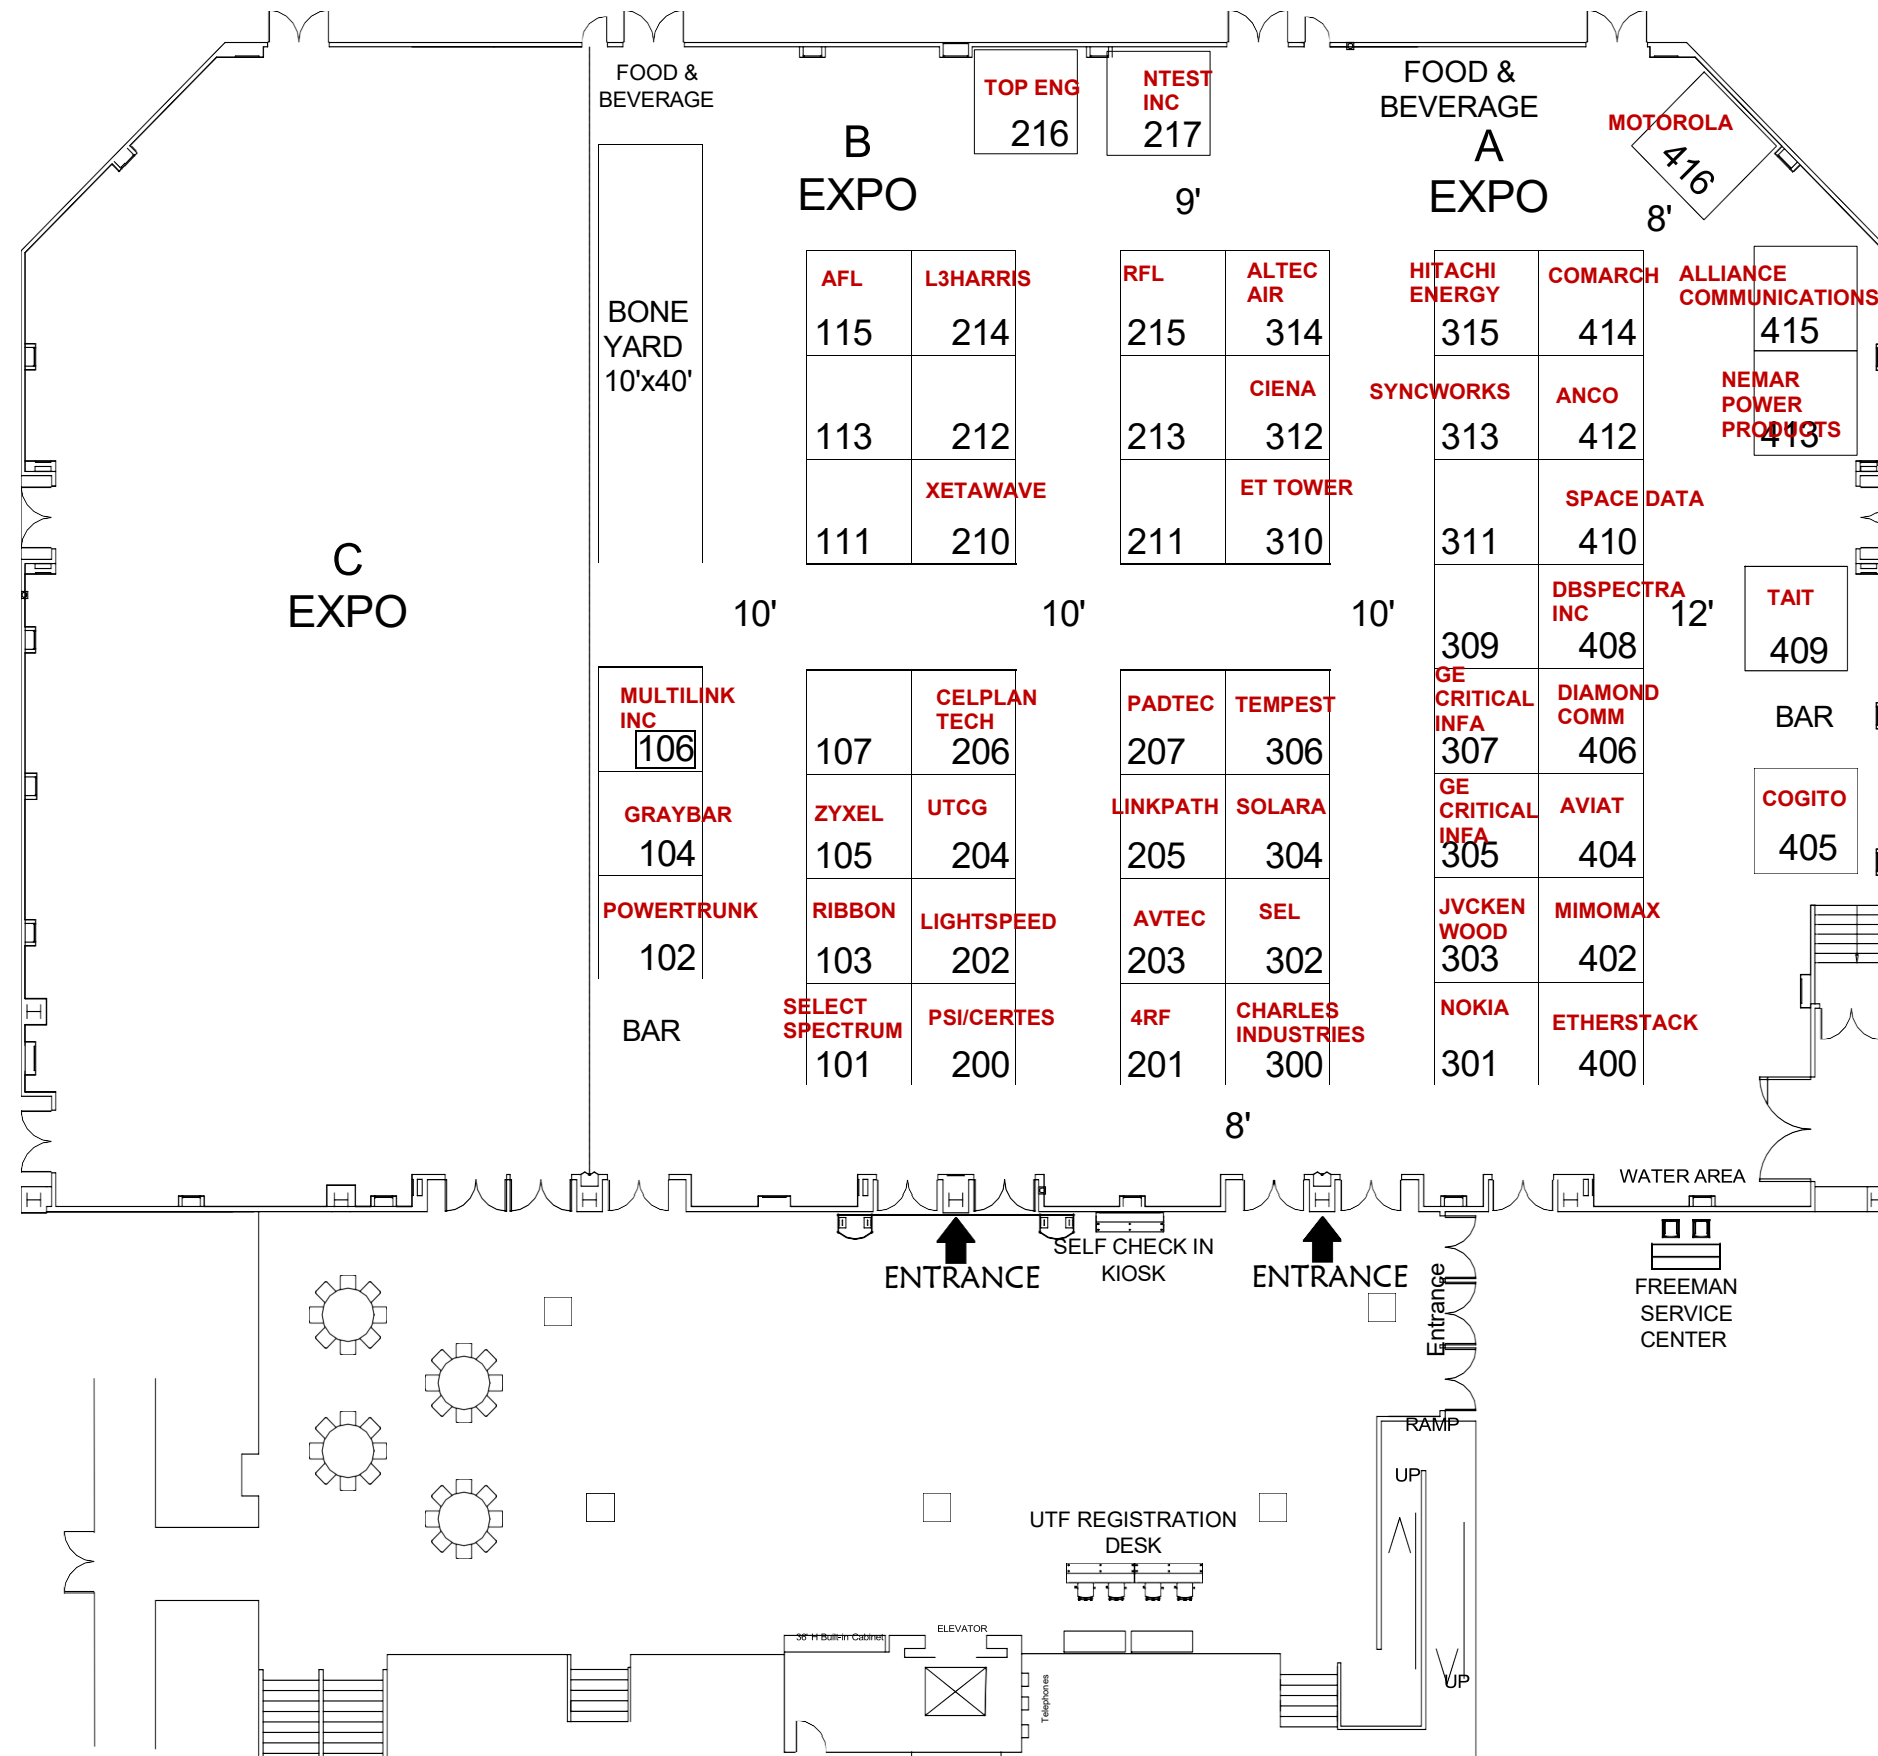 FOOD &
BEVERAGE
TOP ENG
216
NTEST
INC
217
FOOD &
BEVERAGE
MOTOROLA
416
B
EXPO
A
EXPO
9'
8'
BONE
YARD
10'x40'
AFL
115
L3HARRIS
214
RFL
215
ALTEC
AIR
314
HITACHI
ENERGY
315
COMARCH
414
ALLIANCE
COMMUNICATIONS
415
113
212
213
CIENA
312
SYNCWORKS
313
ANCO
412
NEMAR
POWER
PRODUCTS
413
111
XETAWAVE
210
211
ET TOWER
310
311
SPACE DATA
410
C
EXPO
10'
10'
10'
309
DBSPECTRA
INC
408
12'
TAIT
409
MULTILINK
INC
106
107
CELPLAN
TECH
206
PADTEC
207
TEMPEST
306
GE
CRITICAL
INFA
307
DIAMOND
COMM
406
BAR
GRAYBAR
104
ZYXEL
105
UTCG
204
LINKPATH
205
SOLARA
304
GE
CRITICAL
INFA
305
AVIAT
404
COGITO
405
POWERTRUNK
102
RIBBON
103
LIGHTSPEED
202
AVTEC
203
SEL
302
JVCKEN
WOOD
303
MIMOMAX
402
BAR
SELECT
SPECTRUM
101
PSI/CERTES
200
4RF
201
CHARLES
INDUSTRIES
300
NOKIA
301
ETHERSTACK
400
8'
WATER AREA
ENTRANCE
SELF CHECK IN
KIOSK
ENTRANCE
Entrance
FREEMAN
SERVICE
CENTER
RAMP
UP
UTF REGISTRATION
DESK
36" H Built-in Cabinet
ELEVATOR
Telephones
UP